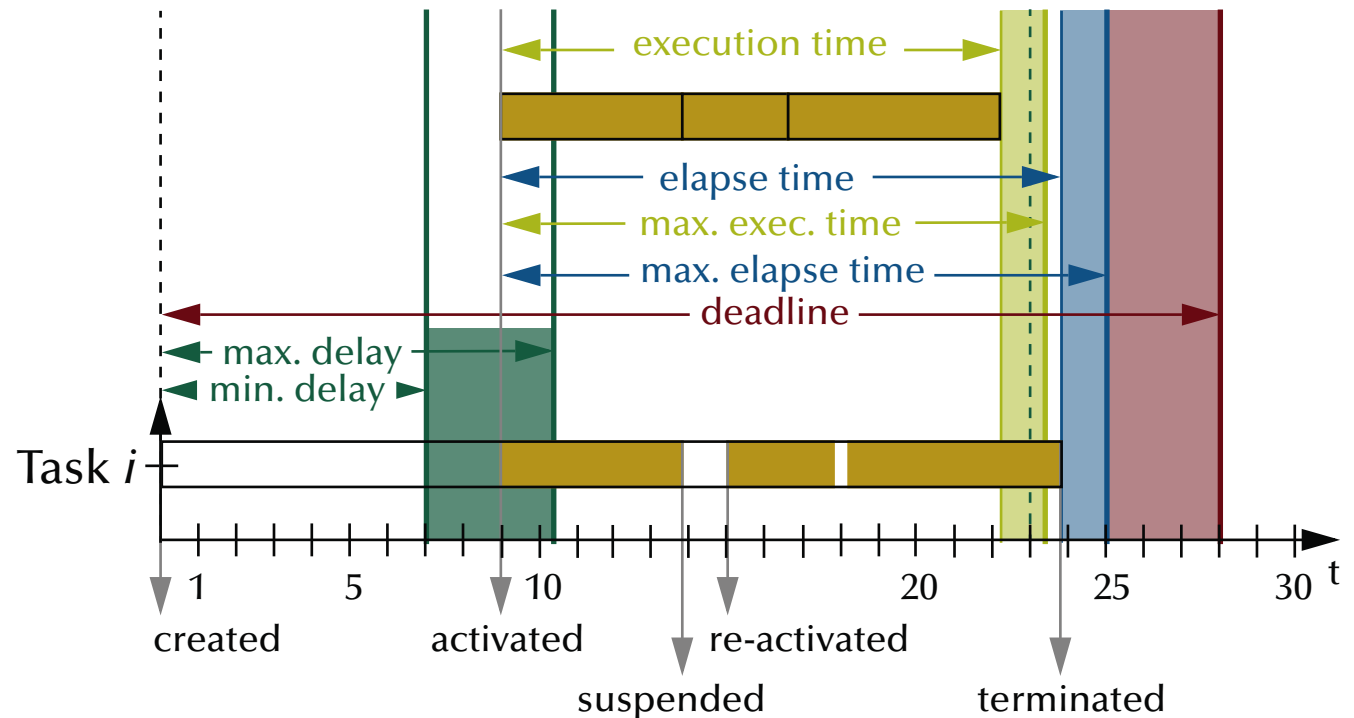 execution time
elapse time
max. exec. time
max. elapse time
deadline
max. delay
min. delay
Task i
1 5 10 20 25 30 t
created activated re-activated
suspended terminated